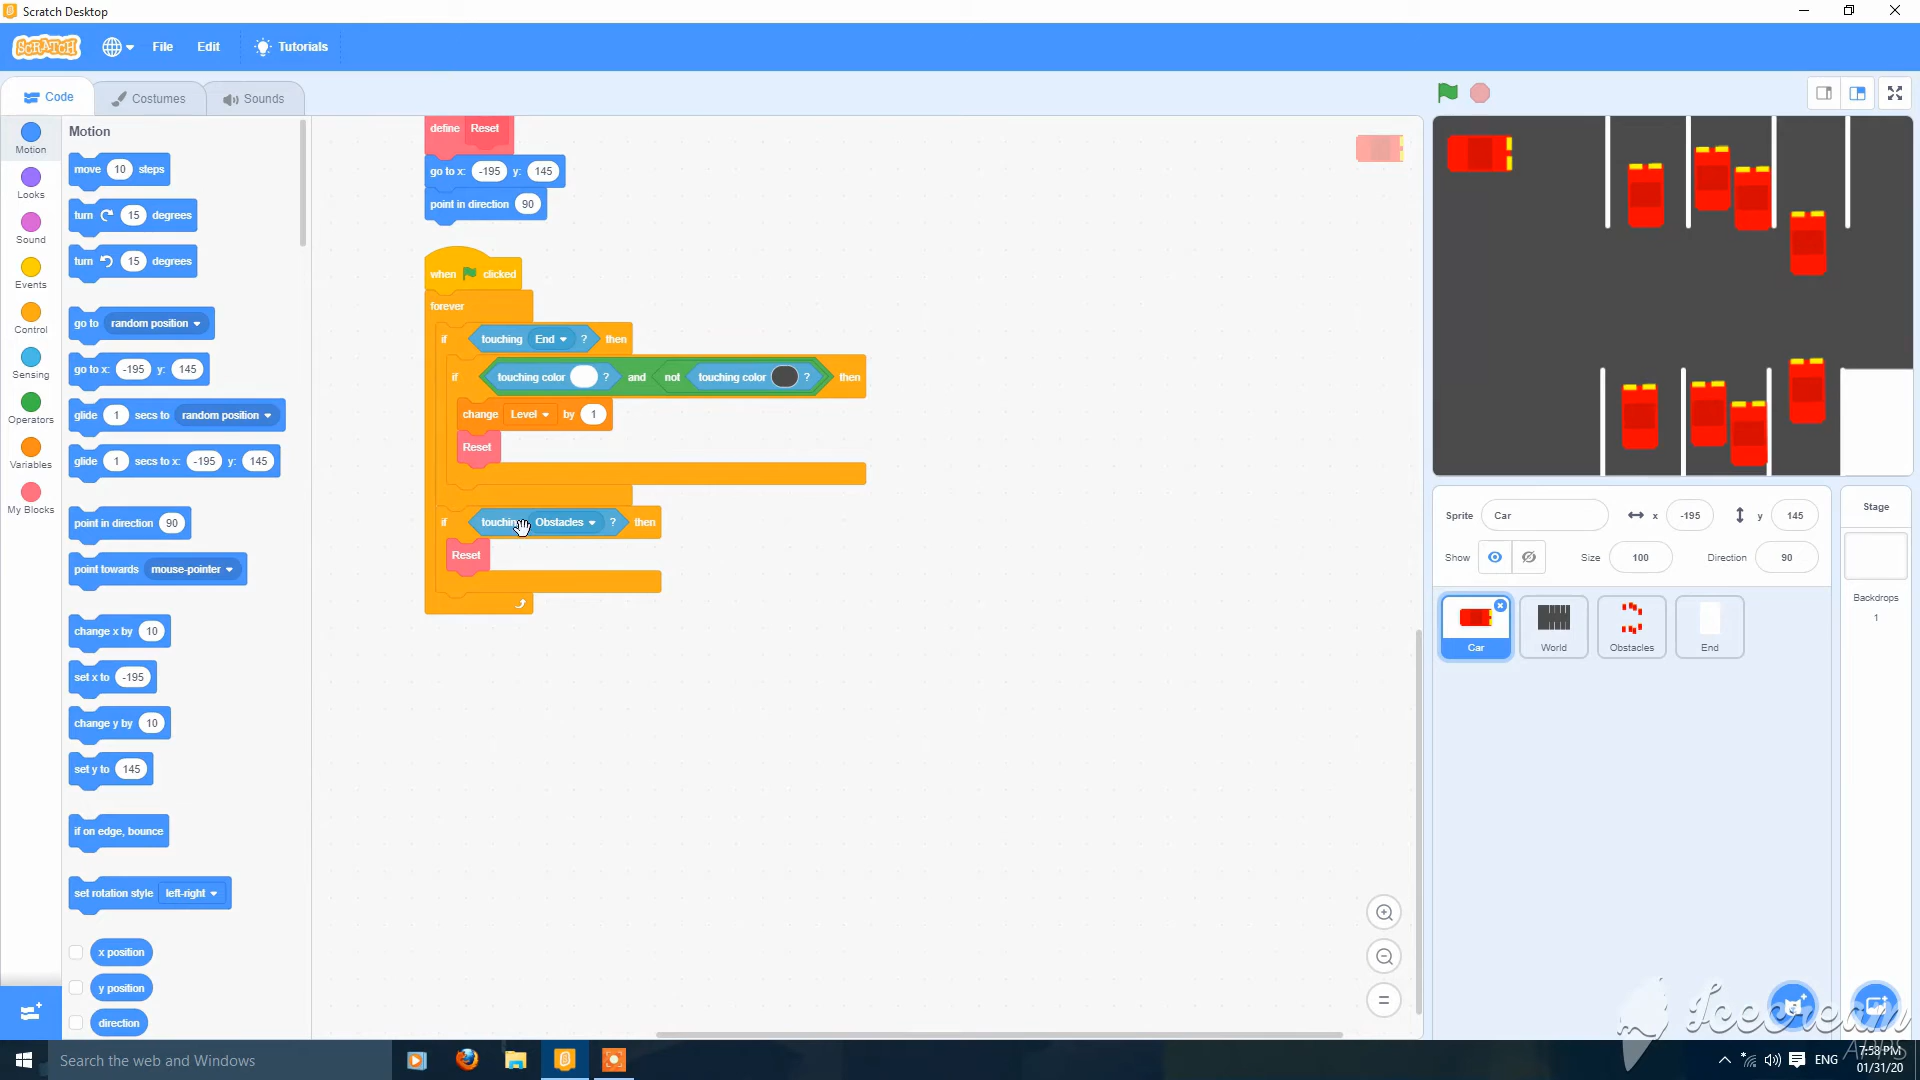 Scratch Desktop
SCRATCH File Edit Tutorials
Code Costumes Sounds
Motion
Looks
Sound
Events
Control
Sensing
Operators
Variables
My Blocks
Motion
move 10 steps
turn 15 degrees
turn 15 degrees
go to random position
go to x: -195 y: 145
glide 1 secs to random position
glide 1 secs to x: -195 y: 145
point in direction 90
point towards mouse-pointer
change x by 10
set x to -195
change y by 10
set y to 145
if on edge, bounce
set rotation style left-right
x position
y position
direction
define Reset
go to x: -195 y: 145
point in direction 90
when clicked
forever
if touching End ? then
if touching color ? and not touching color ? then
change Level by 1
Reset
if touching Obstacles ? then
Reset
Sprite Car x -195 y 145
Show Size 100 Direction 90
Car World Obstacles End
Stage
Backdrops
1
Icecream
APPS
Search the web and Windows
ENG
7:53 PM
01/31/20